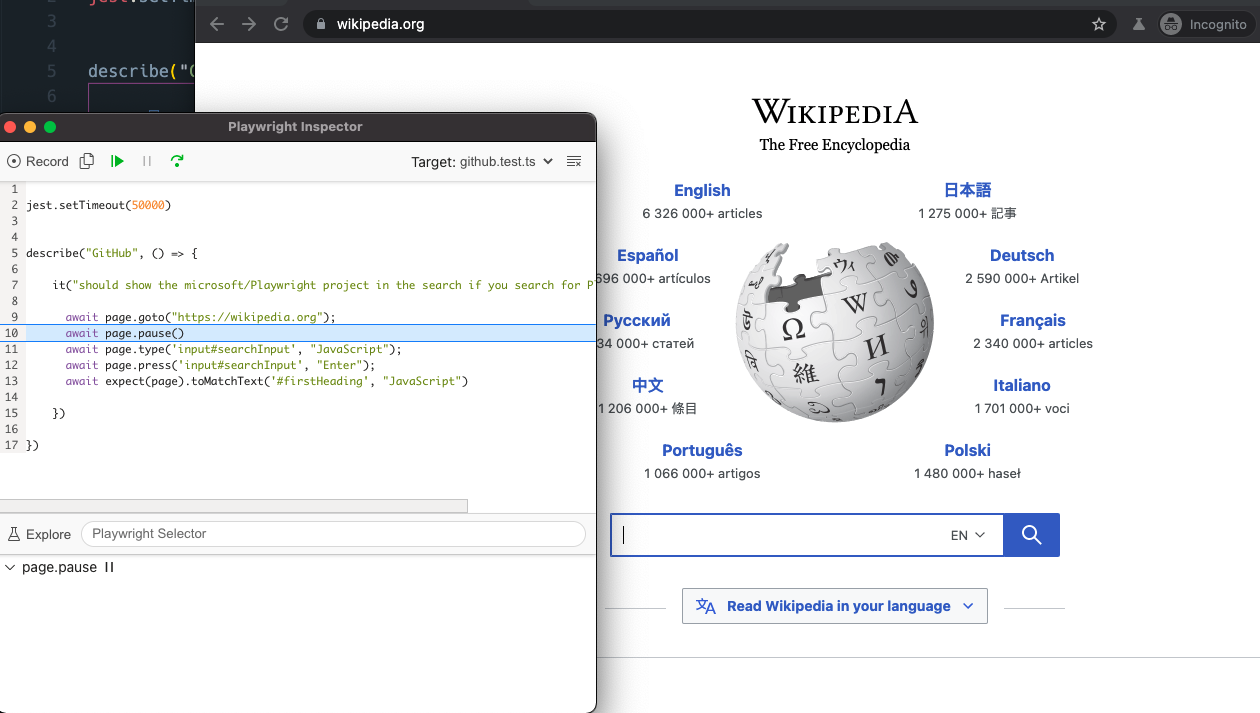 3
4
5 describe("
6
wikipedia.org
Incognito
Playwright Inspector
Record
Target: github.test.ts
1
2 jest.setTimeout(50000)
3
4
5 describe("GitHub", () => {
6
7 it("should show the microsoft/Playwright project in the search if you search for P
8
9 await page.goto("https://wikipedia.org");
10 await page.pause()
11 await page.type('input#searchInput', "JavaScript");
12 await page.press('input#searchInput', "Enter");
13 await expect(page).toMatchText('#firstHeading', "JavaScript")
14
15 })
16
17 })
Explore
Playwright Selector
page.pause
WIKIPEDIA
The Free Encyclopedia
English
6 326 000+ articles
日本語
1 275 000+ 記事
Español
696 000+ artículos
Deutsch
2 590 000+ Artikel
Русский
34 000+ статей
Français
2 340 000+ articles
中文
1 206 000+ 條目
Italiano
1 701 000+ voci
Português
1 066 000+ artigos
Polski
1 480 000+ haseł
Ω
W
И
維
ウィ
7
EN
Read Wikipedia in your language